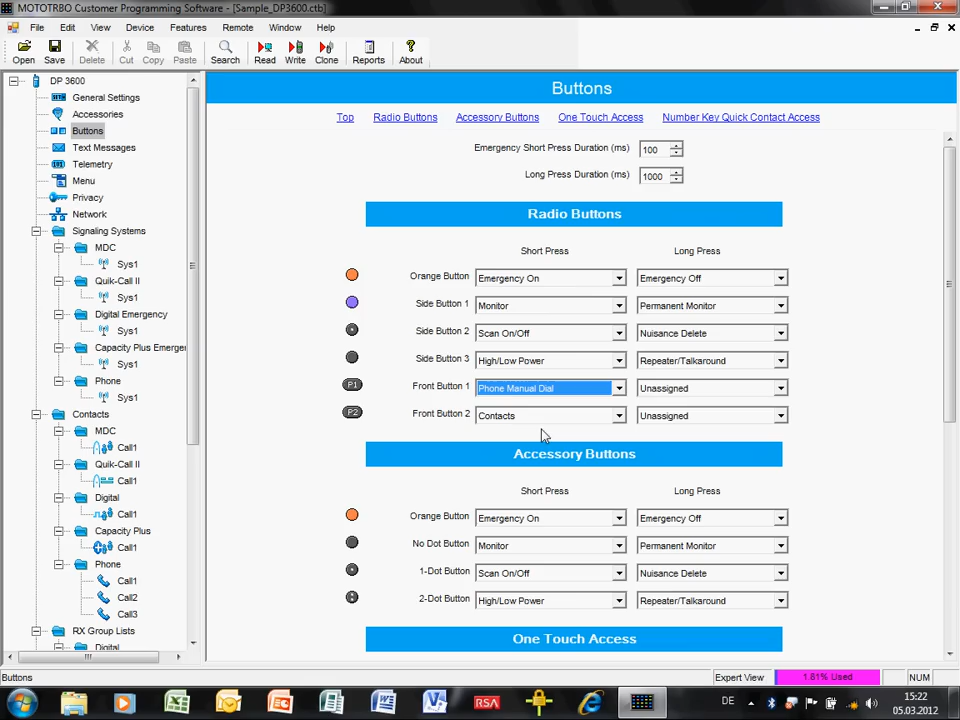 MOTOTRBO Customer Programming Software - [Sample_DP3600.ctb]
File Edit View Device Features Remote Window Help
Open Save Delete Cut Copy Paste Search Read Write Clone Reports About
DP 3600
General Settings
Accessories
Buttons
Text Messages
Telemetry
Menu
Privacy
Network
Signaling Systems
MDC
Sys1
Quik-Call II
Sys1
Digital Emergency
Sys1
Capacity Plus Emerger
Sys1
Phone
Sys1
Contacts
MDC
Call1
Quik-Call II
Call1
Digital
Call1
Capacity Plus
Call1
Phone
Call1
Call2
Call3
RX Group Lists
Digital
Buttons
Top Radio Buttons Accessory Buttons One Touch Access Number Key Quick Contact Access
Emergency Short Press Duration (ms) 100
Long Press Duration (ms) 1000
Radio Buttons
Short Press Long Press
Orange Button Emergency On Emergency Off
Side Button 1 Monitor Permanent Monitor
Side Button 2 Scan On/Off Nuisance Delete
Side Button 3 High/Low Power Repeater/Talkaround
P1 Front Button 1 Phone Manual Dial Unassigned
P2 Front Button 2 Contacts Unassigned
Accessory Buttons
Short Press Long Press
Orange Button Emergency On Emergency Off
No Dot Button Monitor Permanent Monitor
1-Dot Button Scan On/Off Nuisance Delete
2-Dot Button High/Low Power Repeater/Talkaround
One Touch Access
Buttons Expert View 1.81% Used NUM
RSA DE 15:22
05.03.2012